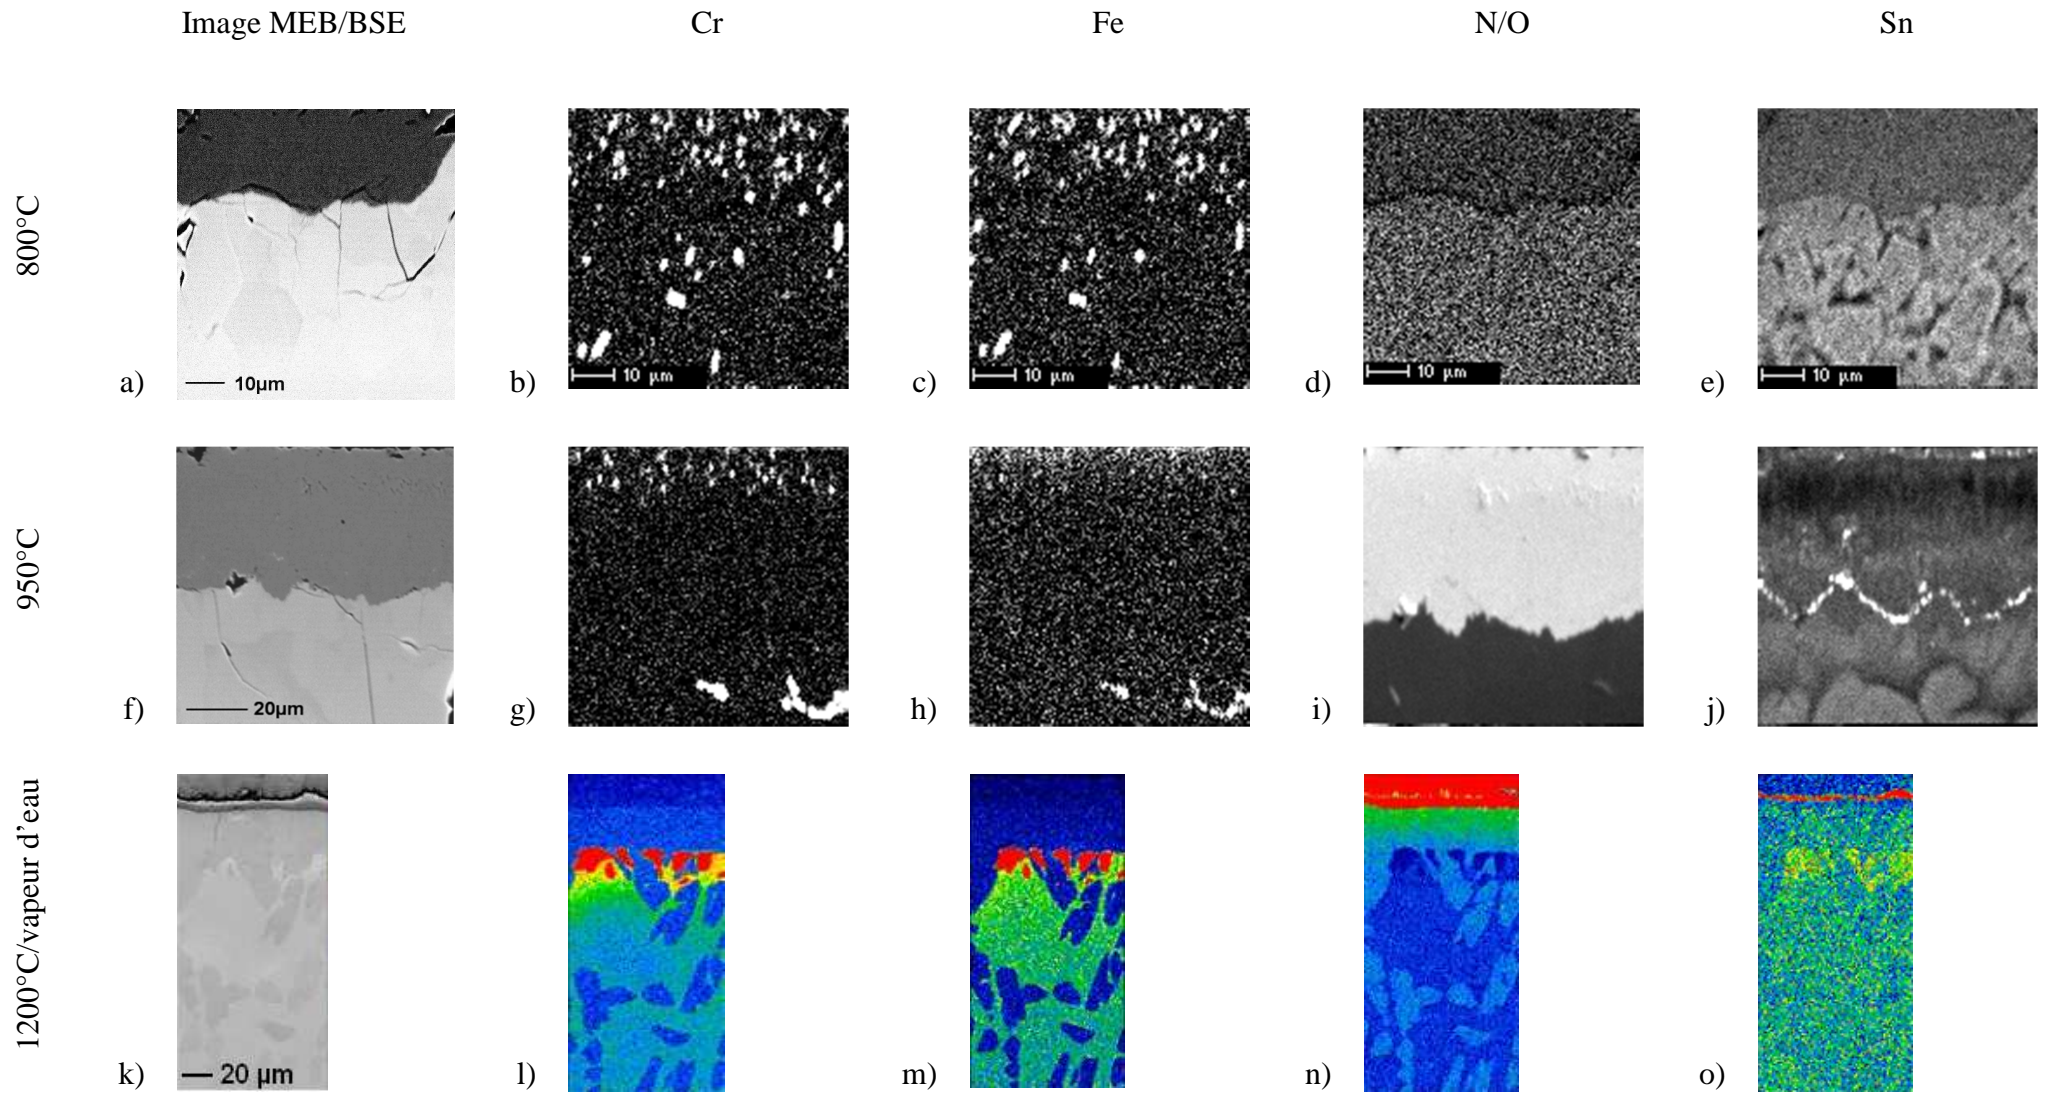 Image MEB/BSE Cr Fe N/O Sn
800°C
a) 10µm b) 10 µm c) 10 µm d) 10 µm e) 10 µm
950°C
f) 20µm g) h) i) j)
1200°C/vapeur d’eau
k) 20 µm l) m) n) o)